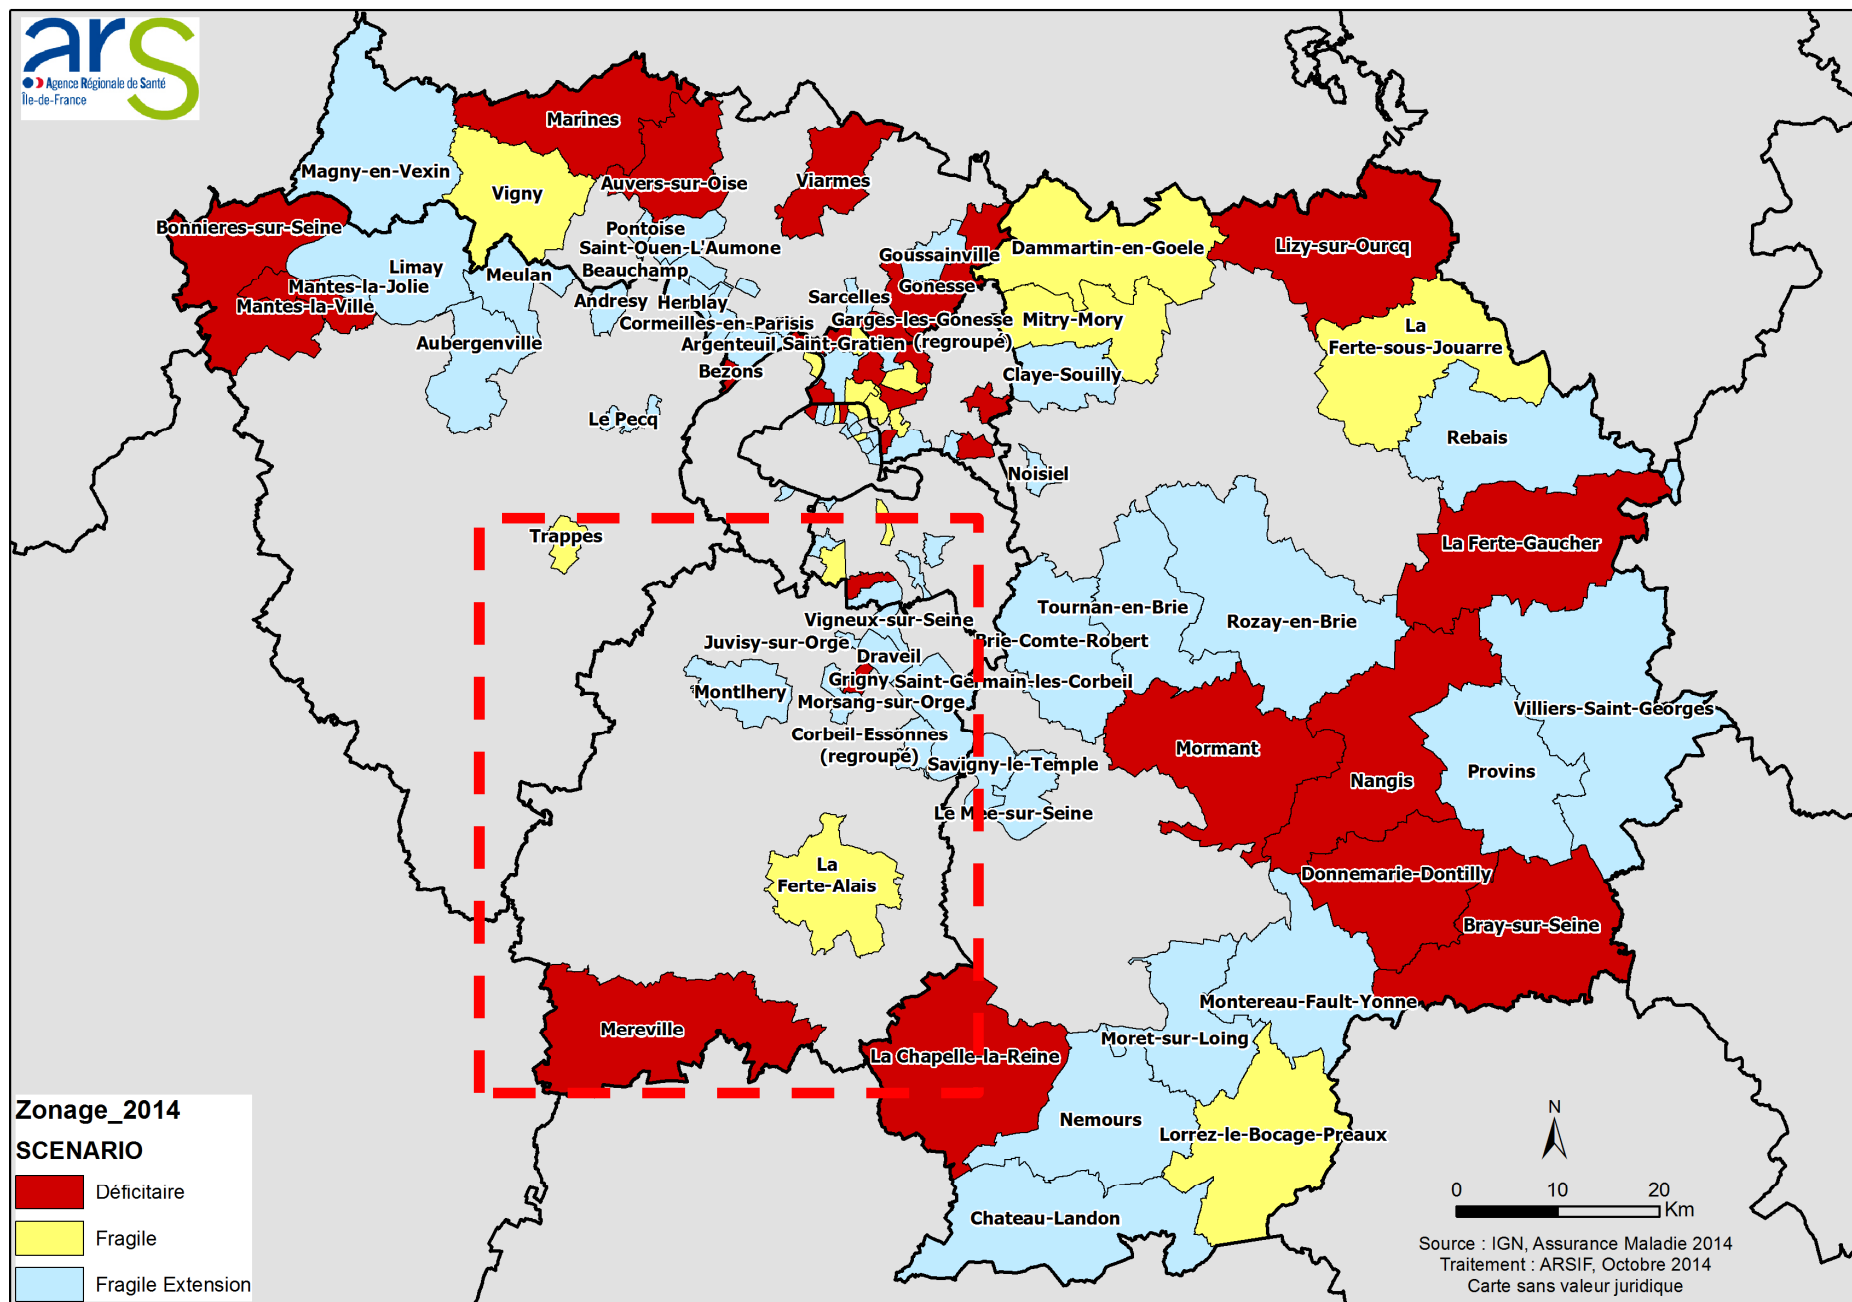 ars
Agence Régionale de Santé
Île-de-France
Marines
Magny-en-Vexin
Vigny
Auvers-sur-Oise
Viarmes
Bonnieres-sur-Seine
Pontoise
Saint-Ouen-L'Aumone
Goussainville
Dammartin-en-Goele
Lizy-sur-Ourcq
Limay
Meulan
Beauchamp
Mantes-la-Jolie
Gonesse
Mantes-la-Ville
Andresy
Herblay
Sarcelles
Cormeilles-en-Parisis
Garges-les-Gonesse
(regroupé)
Mitry-Mory
La
Ferte-sous-Jouarre
Aubergenville
Argenteuil
Saint-Gratien
Bezons
Claye-Souilly
Le Pecq
Rebais
Noisiel
Trappes
La Ferte-Gaucher
Tournan-en-Brie
Rozay-en-Brie
Vigneux-sur-Seine
Juvisy-sur-Orge
Brie-Comte-Robert
Draveil
Grigny
Saint-Germain-les-Corbeil
Montlhery
Morsang-sur-Orge
Villiers-Saint-Georges
Corbeil-Essonnes
(regroupé)
Mormant
Savigny-le-Temple
Nangis
Provins
Le Mee-sur-Seine
La
Ferte-Alais
Donnemarie-Dontilly
Bray-sur-Seine
Montereau-Fault-Yonne
Mereville
Moret-sur-Loing
La Chapelle-la-Reine
Nemours
Lorrez-le-Bocage-Preaux
Chateau-Landon
Zonage_2014
SCENARIO
Déficitaire
Fragile
Fragile Extension
N
0 10 20
Km
Source : IGN, Assurance Maladie 2014
Traitement : ARSIF, Octobre 2014
Carte sans valeur juridique